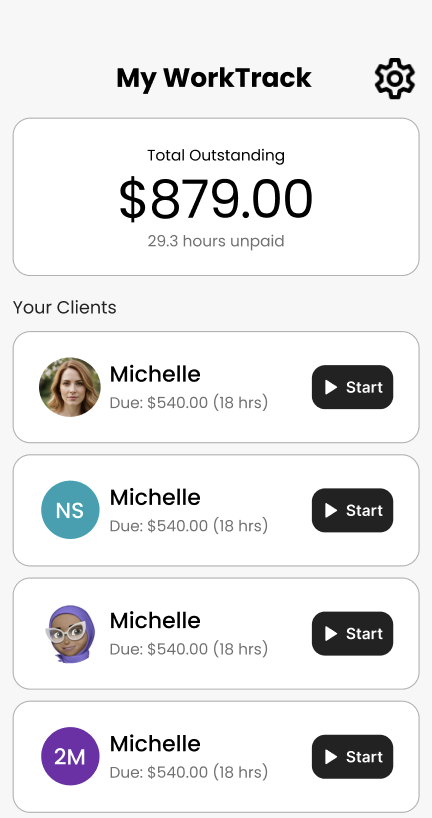 My WorkTrack
Total Outstanding
$879.00
29.3 hours unpaid
Your Clients
Michelle
Due: $540.00 (18 hrs)
Start
NS
Michelle
Due: $540.00 (18 hrs)
Start
Michelle
Due: $540.00 (18 hrs)
Start
2M
Michelle
Due: $540.00 (18 hrs)
Start